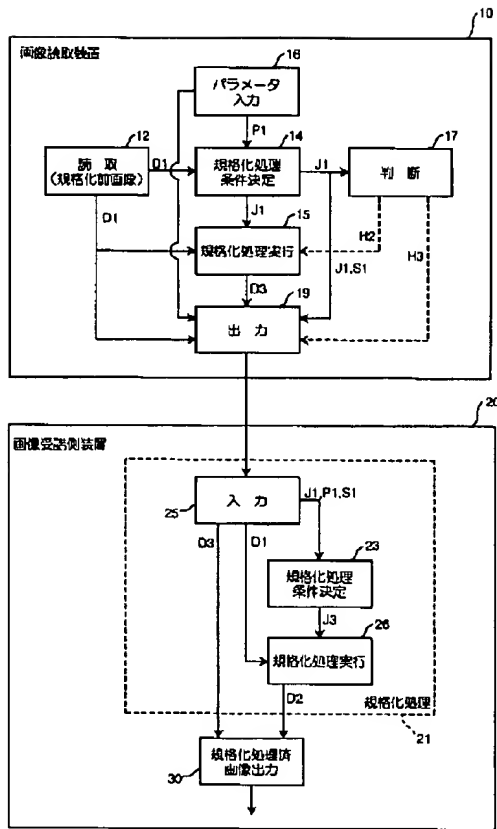 10
画像読取装置
16
パラメータ
入力
P1
12
読取
(規格化前画像)
D1
14
規格化処理
条件決定
J1
17
判断
D1
J1
15
規格化処理実行
H2
H3
J1,S1
D3
19
出力
20
画像受諾側装置
25
入力
J1,P1,S1
D3
D1
23
規格化処理
条件決定
J3
26
規格化処理実行
規格化処理
D2
21
30
規格化処理済
画像出力